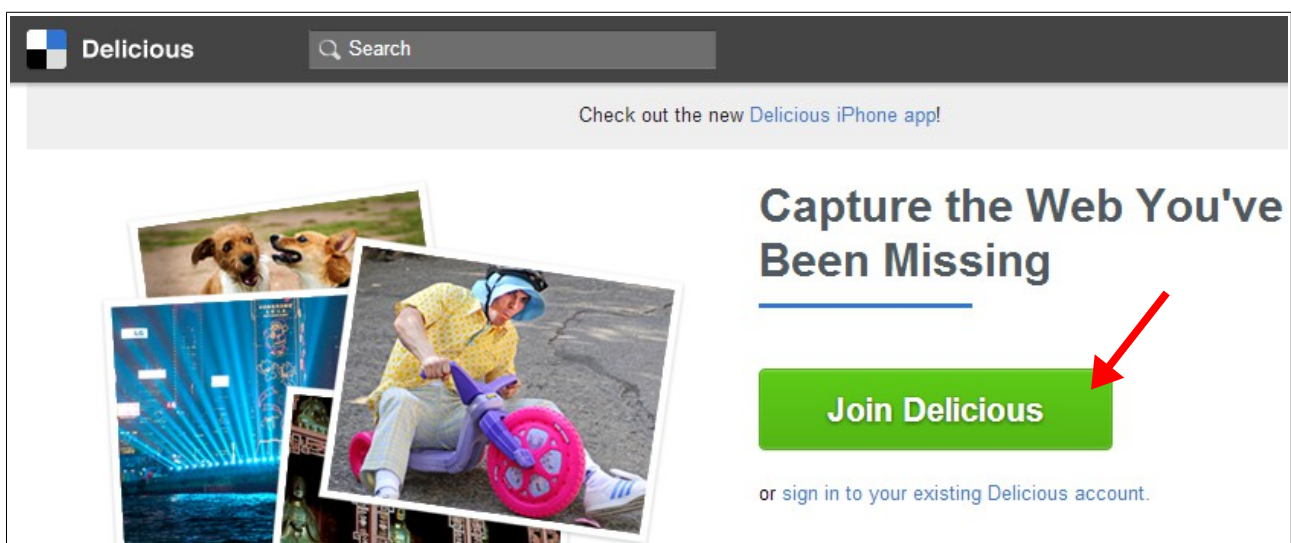 Delicious
Search
Check out the new Delicious iPhone app!
Capture the Web You've
Been Missing
LG
Join Delicious
or sign in to your existing Delicious account.